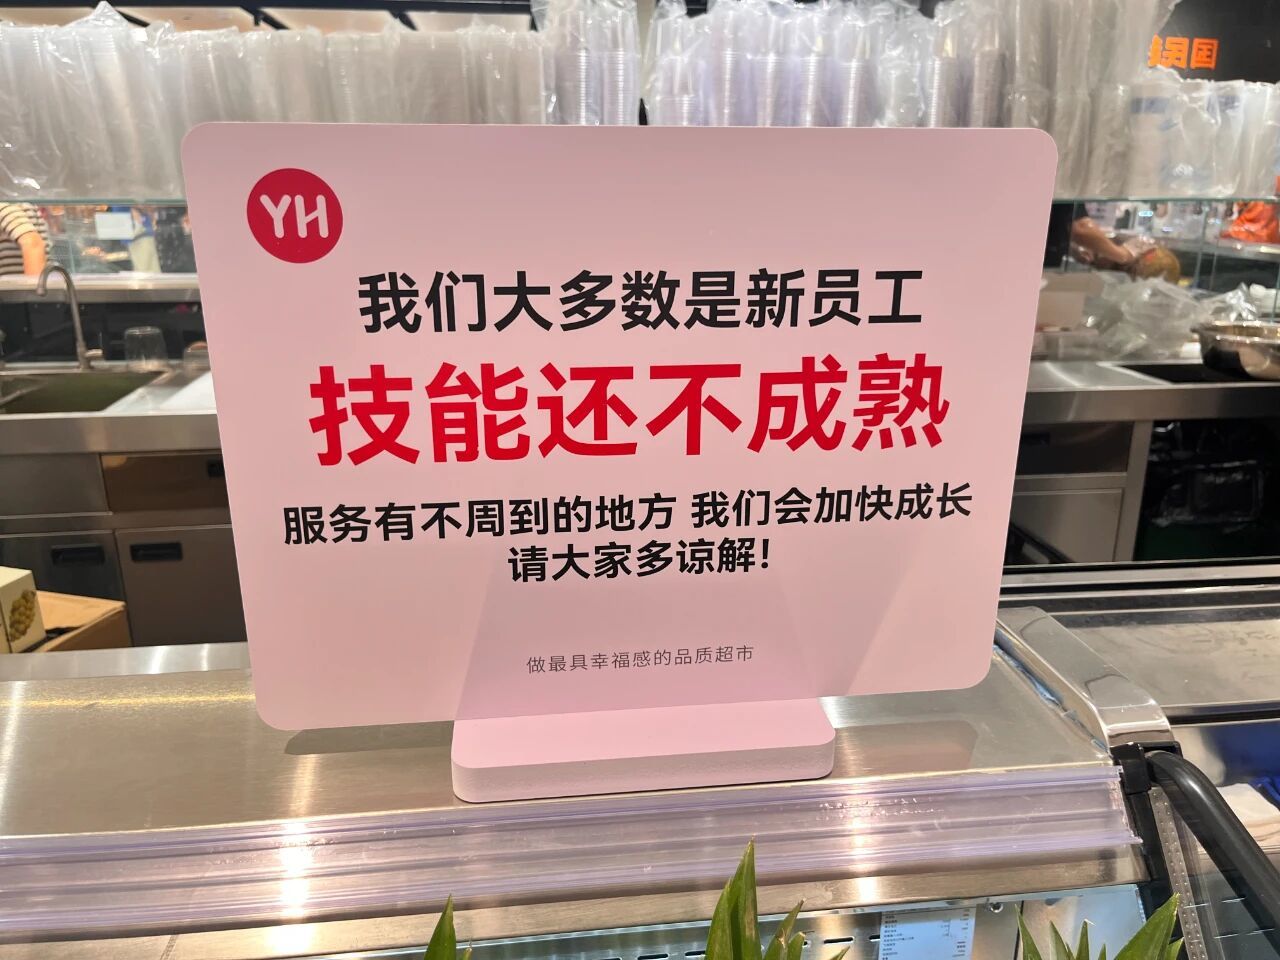 国民
YH
我们大多数是新员工
技能还不成熟
服务有不周到的地方 我们会加快成长
请大家多谅解!
做最具幸福感的品质超市